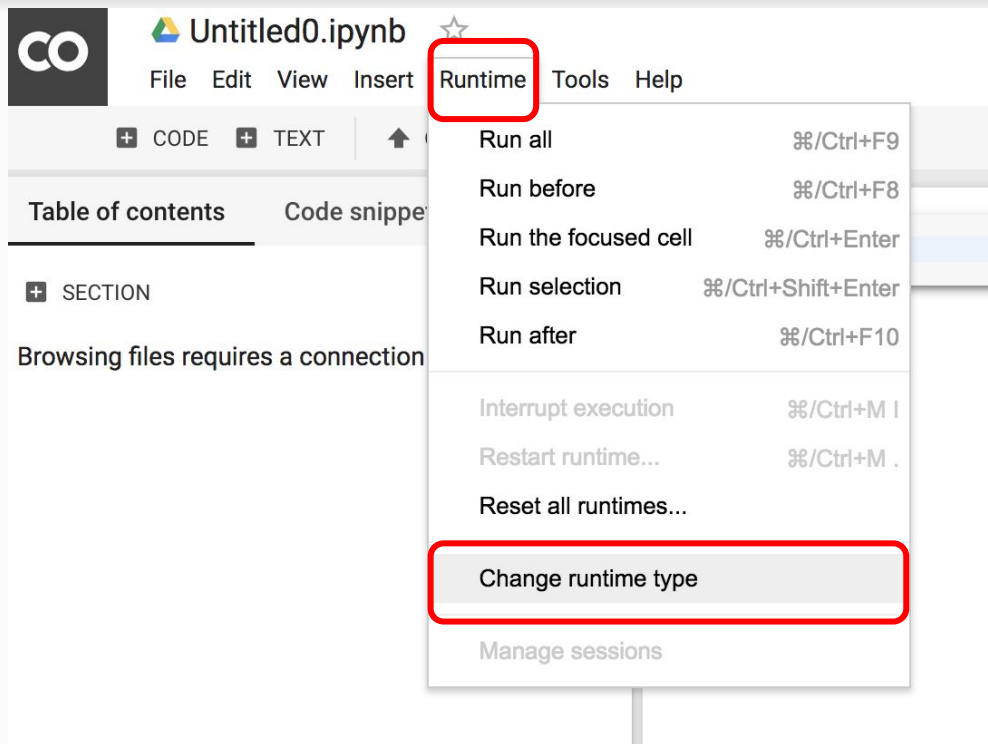 CO
Untitled0.ipynb
File Edit View Insert Runtime Tools Help
CODE TEXT
Table of contents Code snippe
SECTION
Browsing files requires a connection
Run all ⌘/Ctrl+F9
Run before ⌘/Ctrl+F8
Run the focused cell ⌘/Ctrl+Enter
Run selection ⌘/Ctrl+Shift+Enter
Run after ⌘/Ctrl+F10
Interrupt execution ⌘/Ctrl+M I
Restart runtime... ⌘/Ctrl+M .
Reset all runtimes...
Change runtime type
Manage sessions